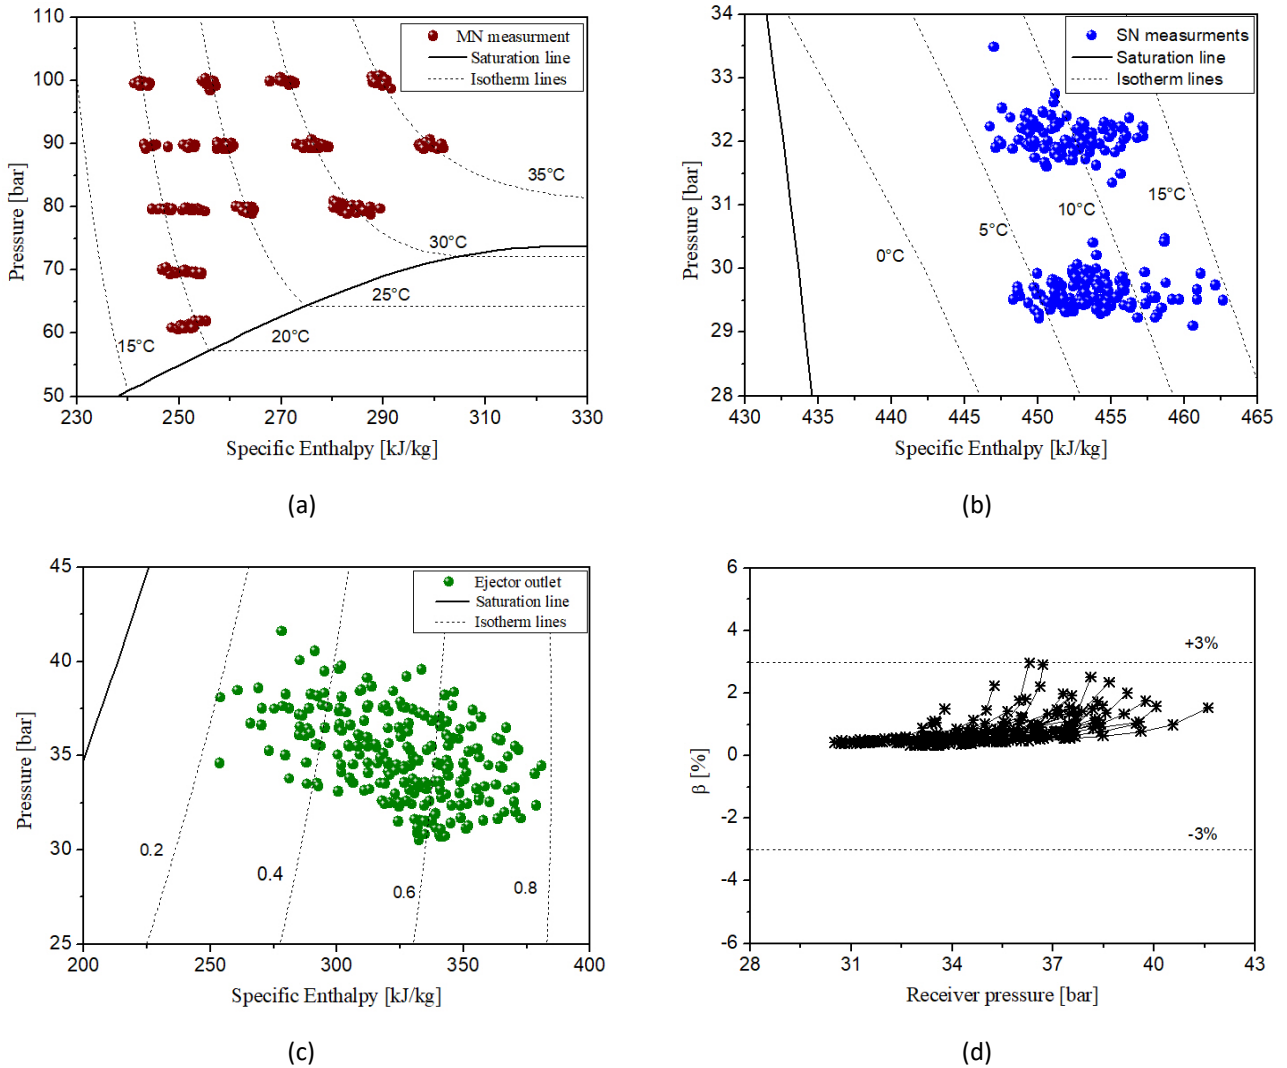 110
100
90
80
70
60
50
Pressure [bar]
MN measurment
Saturation line
Isotherm lines
35°C
30°C
25°C
20°C
15°C
230
250
270
290
310
330
Specific Enthalpy [kJ/kg]
(a)
34
33
32
31
30
29
28
Pressure [bar]
SN measurments
Saturation line
Isotherm lines
15°C
10°C
5°C
0°C
430
435
440
445
450
455
460
465
Specific Enthalpy [kJ/kg]
(b)
45
40
35
30
25
Pressure [bar]
Ejector outlet
Saturation line
Isotherm lines
0.2
0.4
0.6
0.8
200
250
300
350
400
Specific Enthalpy [kJ/kg]
(c)
6
4
2
0
-2
-4
-6
β [%]
+3%
-3%
28
31
34
37
40
43
Receiver pressure [bar]
(d)